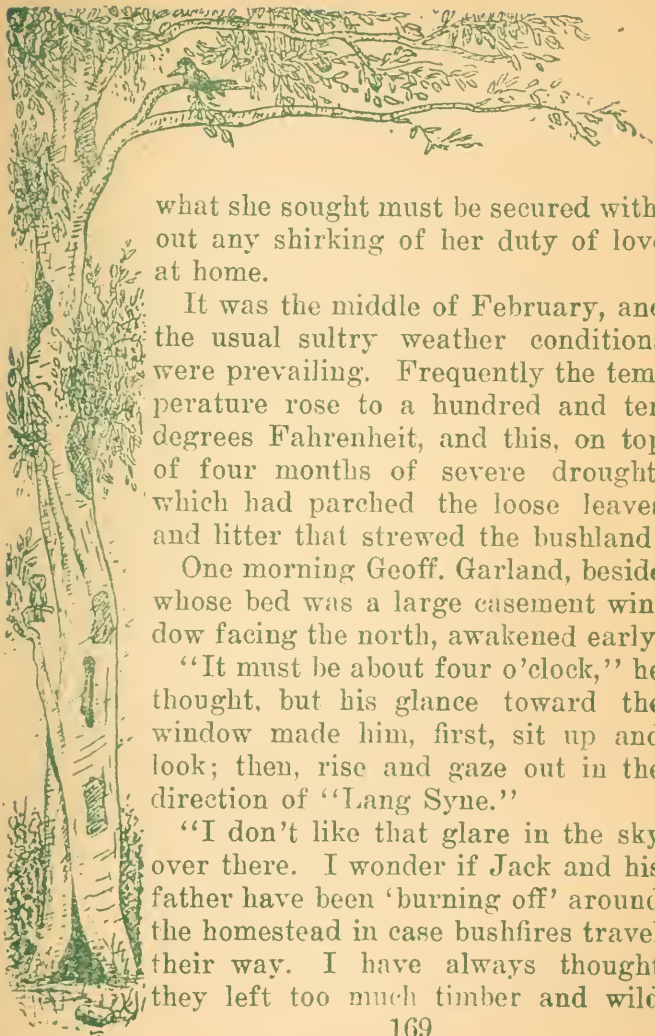 what she sought must be secured with-
out any shirking of her duty of love
at home.
It was the middle of February, and
the usual sultry weather conditions
were prevailing. Frequently the tem-
perature rose to a hundred and ten
degrees Fahrenheit, and this, on top
of four months of severe drought,
which had parched the loose leaves
and litter that strewed the bushland.
One morning Geoff. Garland, beside
whose bed was a large casement win-
dow facing the north, awakened early.
"It must be about four o'clock," he
thought, but his glance toward the
window made him, first, sit up and
look; then, rise and gaze out in the
direction of "Lang Syne."
"I don't like that glare in the sky
over there. I wonder if Jack and his
father have been 'burning off' around
the homestead in case bushfires travel
their way. I have always thought
they left too much timber and wild
169